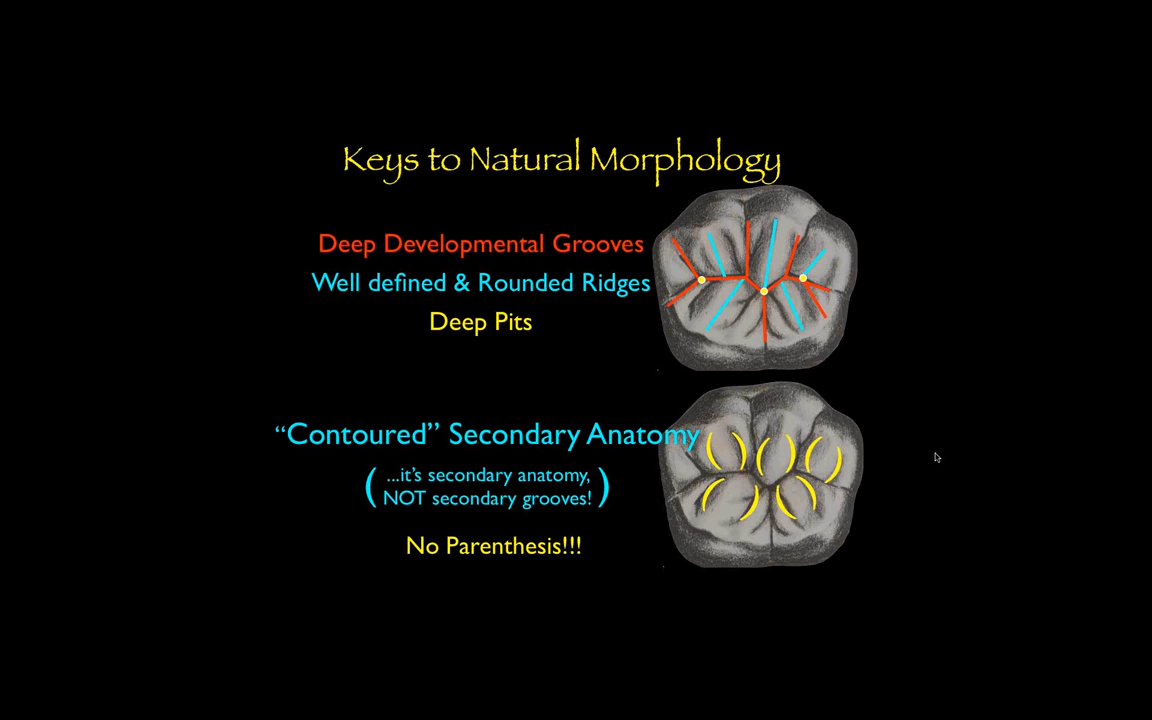 Keys to Natural Morphology
Deep Developmental Grooves
Well defined & Rounded Ridges
Deep Pits
“Contoured” Secondary Anatomy
( ...it’s secondary anatomy,
NOT secondary grooves! )
No Parenthesis!!!